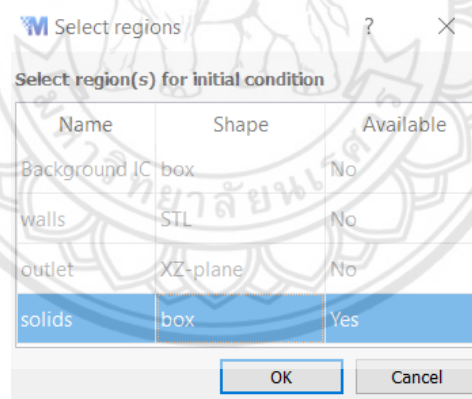 Select regions ? ×
Select region(s) for initial condition
Name Shape Available
Background IC box No
walls STL No
outlet XZ-plane No
solids box Yes
OK Cancel